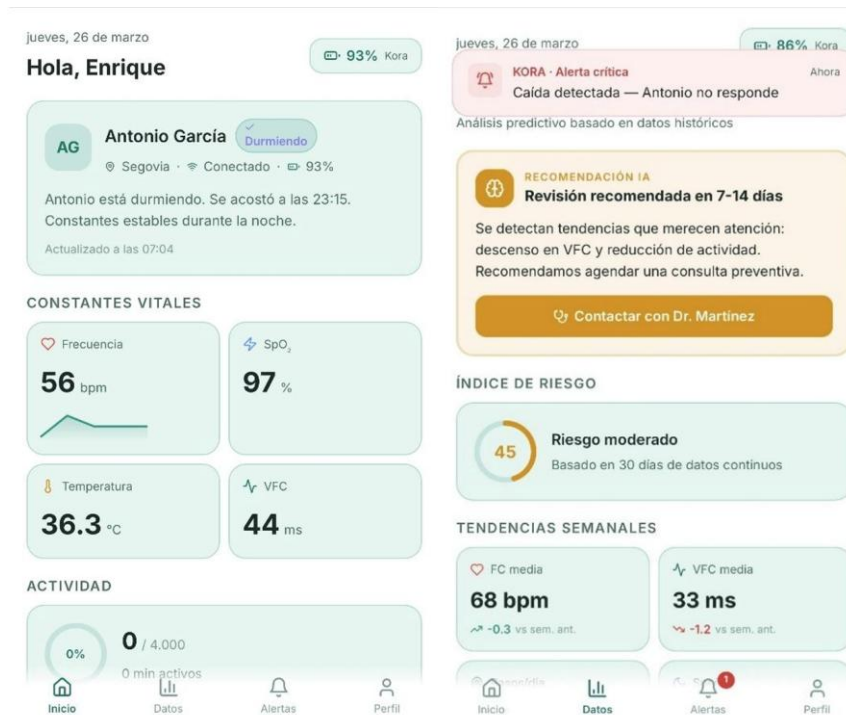 jueves, 26 de marzo
Hola, Enrique
93% Kora
AG
Antonio García
Durmiendo
Segovia · Conectado · 93%
Antonio está durmiendo. Se acostó a las 23:15.
Constantes estables durante la noche.
Actualizado a las 07:04
CONSTANTES VITALES
Frecuencia
56 bpm
SpO₂
97 %
Temperatura
36.3 °C
VFC
44 ms
ACTIVIDAD
0%
0 / 4.000
0 min activos
Inicio
Datos
Alertas
Perfil
jueves, 26 de marzo
86% Kora
KORA · Alerta crítica
Ahora
Caída detectada — Antonio no responde
Análisis predictivo basado en datos históricos
RECOMENDACIÓN IA
Revisión recomendada en 7-14 días
Se detectan tendencias que merecen atención:
descenso en VFC y reducción de actividad.
Recomendamos agendar una consulta preventiva.
Contactar con Dr. Martínez
ÍNDICE DE RIESGO
45
Riesgo moderado
Basado en 30 días de datos continuos
TENDENCIAS SEMANALES
FC media
68 bpm
-0.3 vs sem. ant.
VFC media
33 ms
-1.2 vs sem. ant.
1
Inicio
Datos
Alertas
Perfil